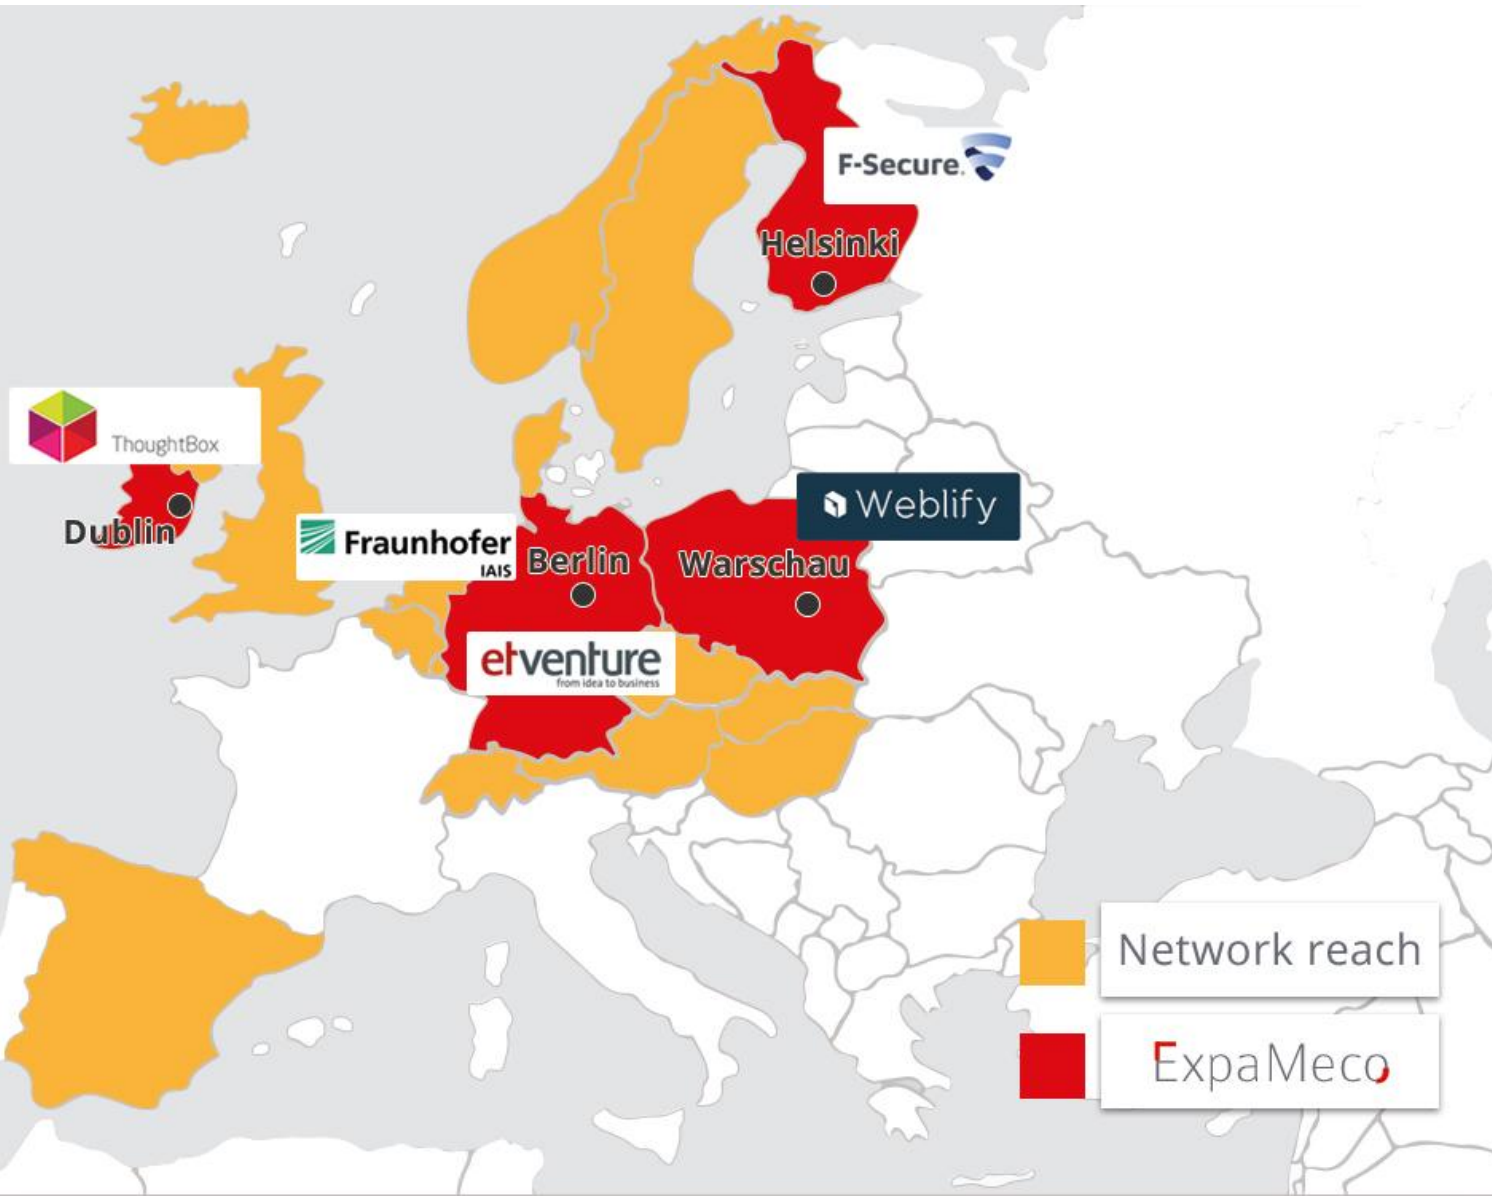 F-Secure.
Helsinki
ThoughtBox
Dublin
Fraunhofer
IAIS
Berlin
Warschau
Weblify
etventure
from idea to business
Network reach
ExpaMeco